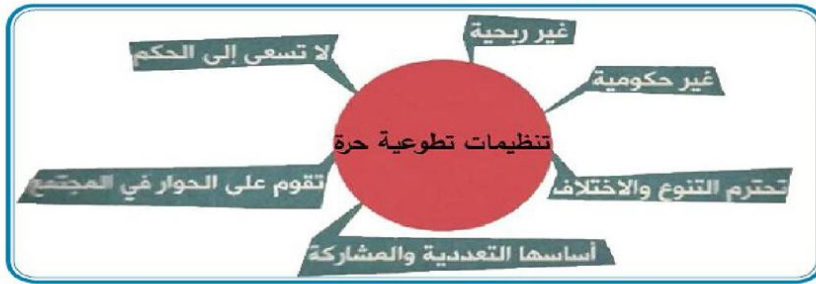 غير ربحية
لا تسعى إلى الحكم
غير حكومية
تنظيمات تطوعية حرة
تحترم التنوع والاختلاف
تقوم على الحوار في المجتمع
أساسها التعددية والمشاركة